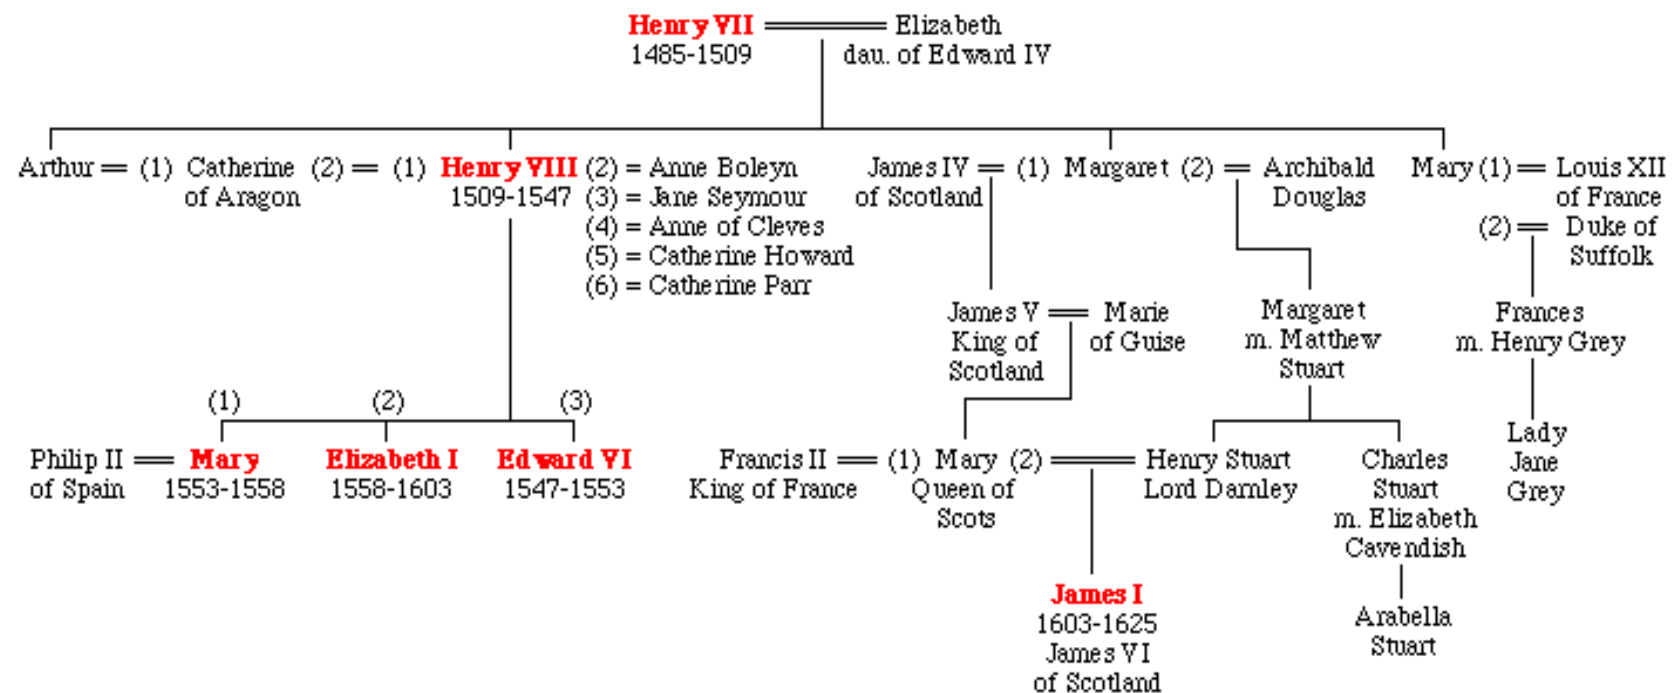 Henry VII Elizabeth
1485-1509 dau. of Edward IV
Arthur = (1) Catherine (2) = (1) Henry VIII (2) = Anne Boleyn
of Aragon 1509-1547 (3) = Jane Seymour
(4) = Anne of Cleves
(5) = Catherine Howard
(6) = Catherine Parr
James IV = (1) Margaret (2) = Archibald
of Scotland Douglas
Mary (1) = Louis XII
of France
(2) = Duke of
Suffolk
James V = Marie
King of of Guise
Scotland
Margaret
m. Matthew
Stuart
Frances
m. Henry Grey
(1) (2) (3)
Philip II = Mary Elizabeth I Edward VI
of Spain 1553-1558 1558-1603 1547-1553
Francis II = (1) Mary (2) Henry Stuart
King of France Queen of Lord Darnley
Scots
Charles
Stuart
m. Elizabeth
Cavendish
Lady
Jane
Grey
James I
1603-1625
James VI
of Scotland
Arabella
Stuart